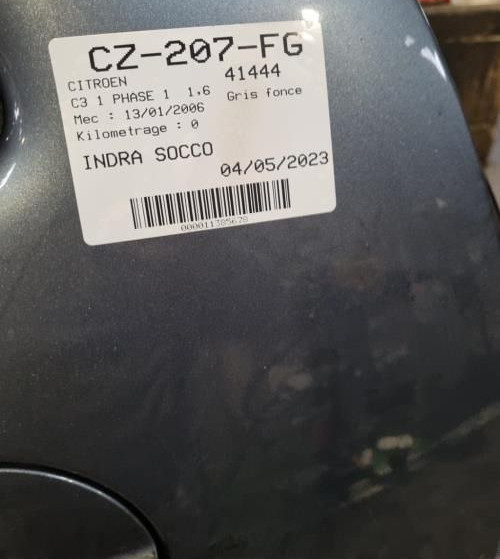 CZ-207-FG
CITROEN 41444
C3 1 PHASE 1 1,6 Gris fonce
Mec : 13/01/2006
Kilometrage : 0
INDRA SOCCO 04/05/2023